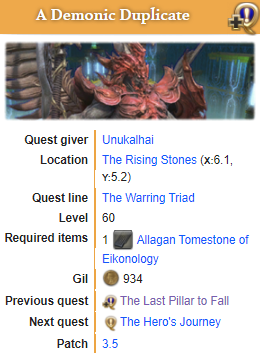 A Demonic Duplicate
Quest giver Unukalhai
Location The Rising Stones (x:6.1,
y:5.2)
Quest line The Warring Triad
Level 60
Required items 1 Allagan Tomestone of
Eikonology
Gil 934
Previous quest The Last Pillar to Fall
Next quest The Hero's Journey
Patch 3.5